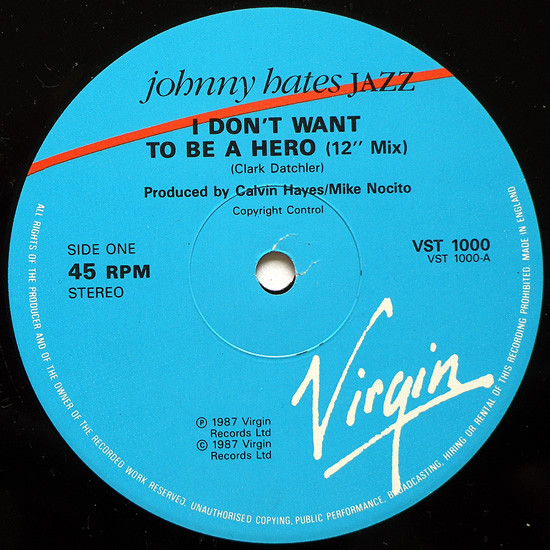 johnny hates JAZZ
I DON'T WANT
TO BE A HERO (12" Mix)
(Clark Datchler)
Produced by Calvin Hayes/Mike Nocito
Copyright Control
SIDE ONE
45 RPM
STEREO
VST 1000
VST 1000-A
Virgin
Ⓟ 1987 Virgin
Records Ltd
© 1987 Virgin
Records Ltd
ALL RIGHTS OF THE PRODUCER AND OF THE OWNER OF THE RECORDED WORK RESERVED. UNAUTHORISED COPYING, PUBLIC PERFORMANCE, BROADCASTING, HIRING OR RENTAL OF THIS RECORDING PROHIBITED. MADE IN ENGLAND